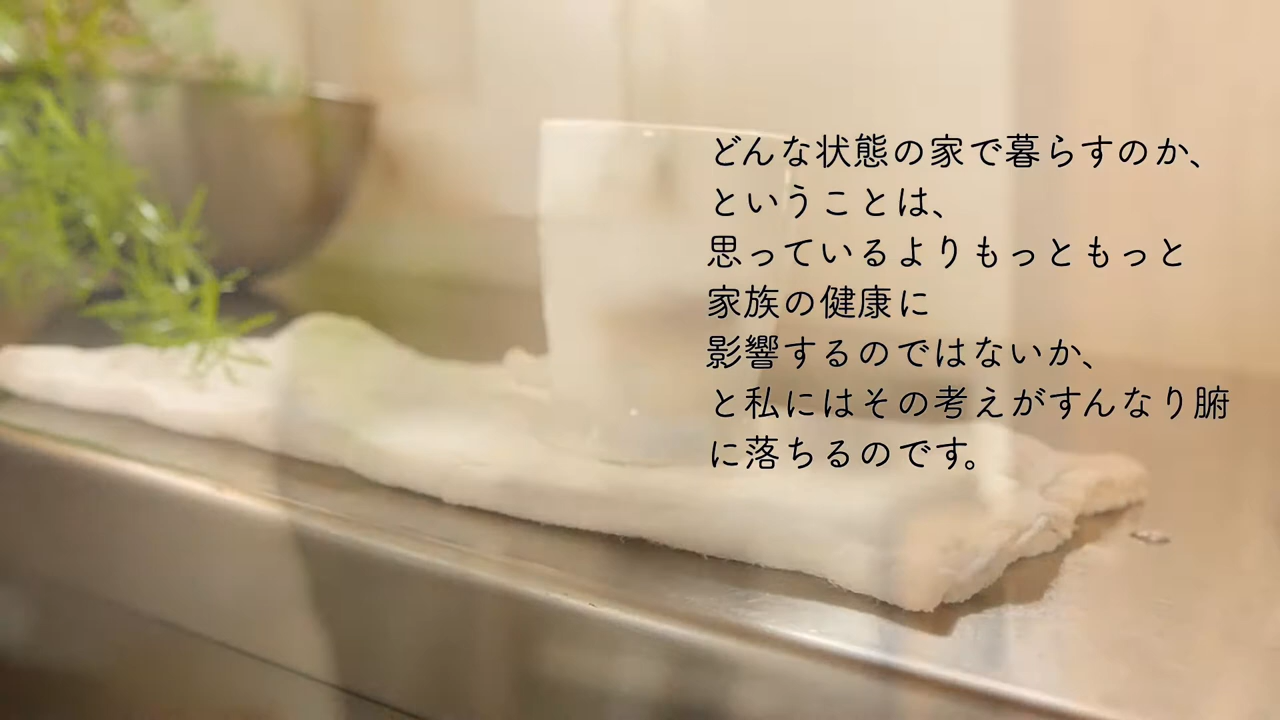 どんな状態の家で暮らすのか、
ということは、
思っているよりもっともっと
家族の健康に
影響するのではないか、
と私にはその考えがすんなり腑
に落ちるのです。